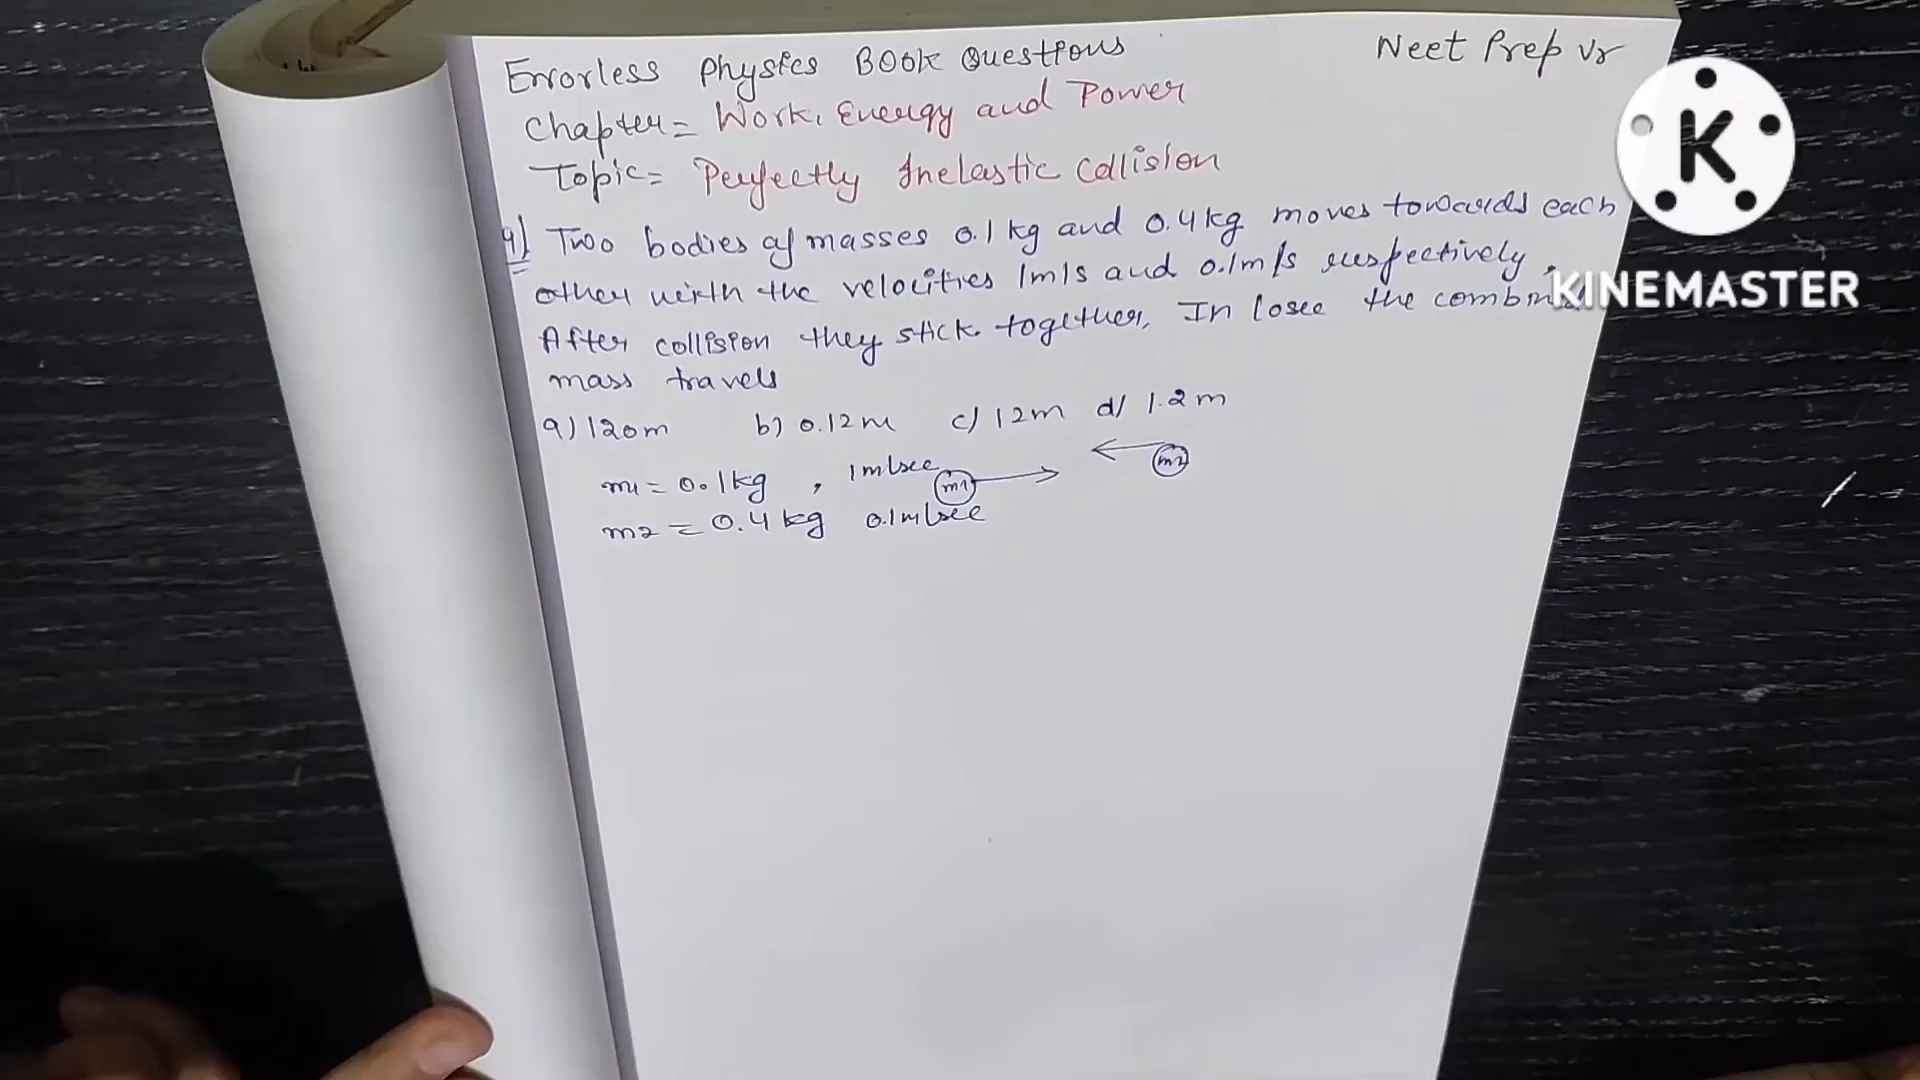 Errorless Physics Book Questions
Neet Prep Vr
Chapter = Work, Energy and Power
Topic = Perfectly Inelastic Collision
K
KINEMASTER
9) Two bodies of masses 0.1 kg and 0.4 kg moves towards each
other with the velocities 1m/s and 0.1m/s respectively,
After collision they stick together, In 10sec the combin
mass travels
a) 120m b) 0.12m c) 12m d) 1.2m
m1 = 0.1kg , 1m/sec m1 m2
m2 = 0.4 kg 0.1m/sec